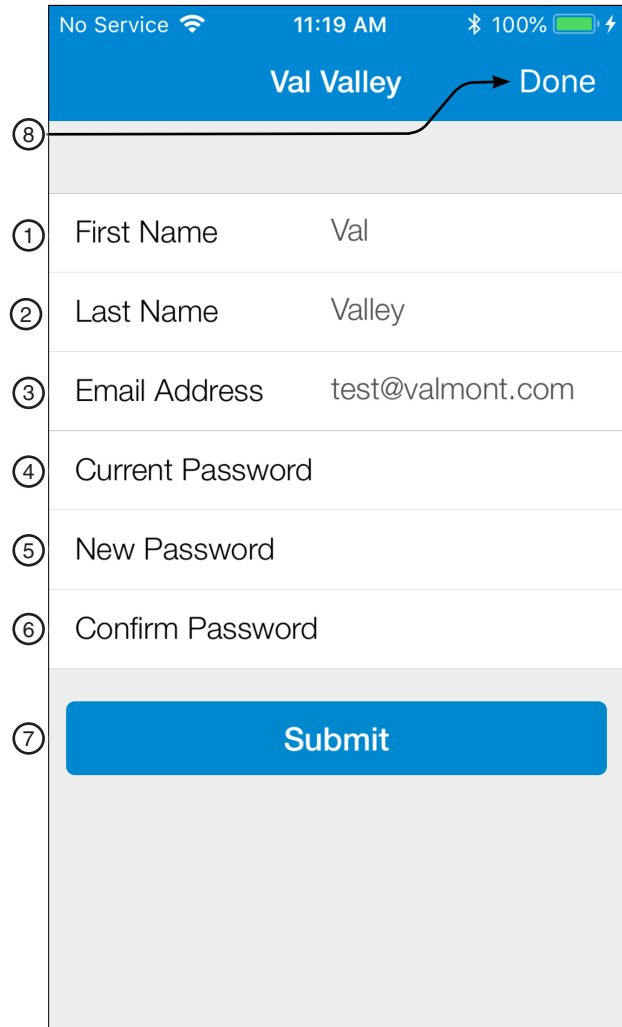 No Service 11:19 AM 100%
Val Valley Done
8
1 First Name Val
2 Last Name Valley
3 Email Address test@valmont.com
4 Current Password
5 New Password
6 Confirm Password
7 Submit